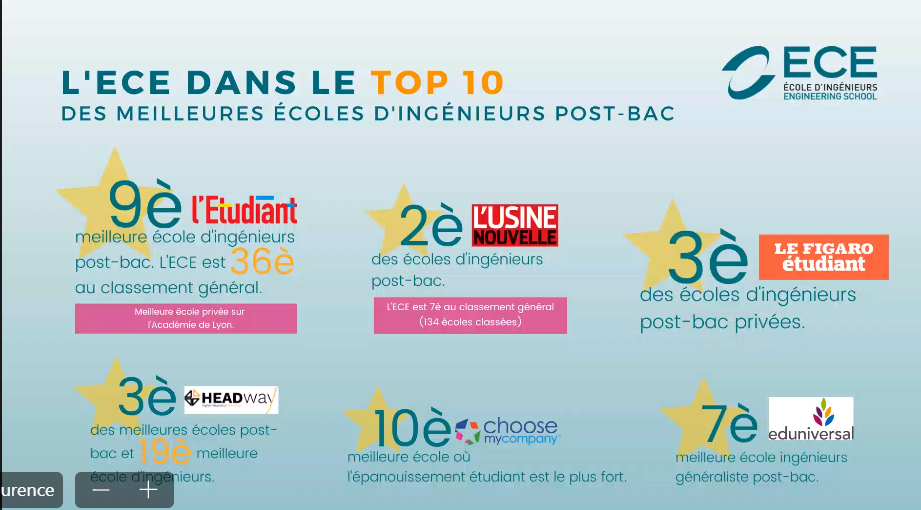 L'ECE DANS LE TOP 10
DES MEILLEURES ÉCOLES D'INGÉNIEURS POST-BAC
ECE
ÉCOLE D'INGÉNIEURS
ENGINEERING SCHOOL
9è l'Etudiant
meilleure école d'ingénieurs
post-bac. L'ECE est 36è
au classement général.
Meilleure école privée sur
l'Académie de Lyon.
2è L'USINE
NOUVELLE
des écoles d'ingénieurs
post-bac.
L'ECE est 7è au classement général
(134 écoles classées)
3è LE FIGARO
étudiant
des écoles d'ingénieurs
post-bac privées.
3è HEADway
des meilleures écoles post-
bac et 19è meilleure
école d'ingénieurs.
10è choose
mycompany
meilleure école où
l'épanouissement étudiant est le plus fort.
7è eduniversal
meilleure école ingénieurs
généraliste post-bac.
urence